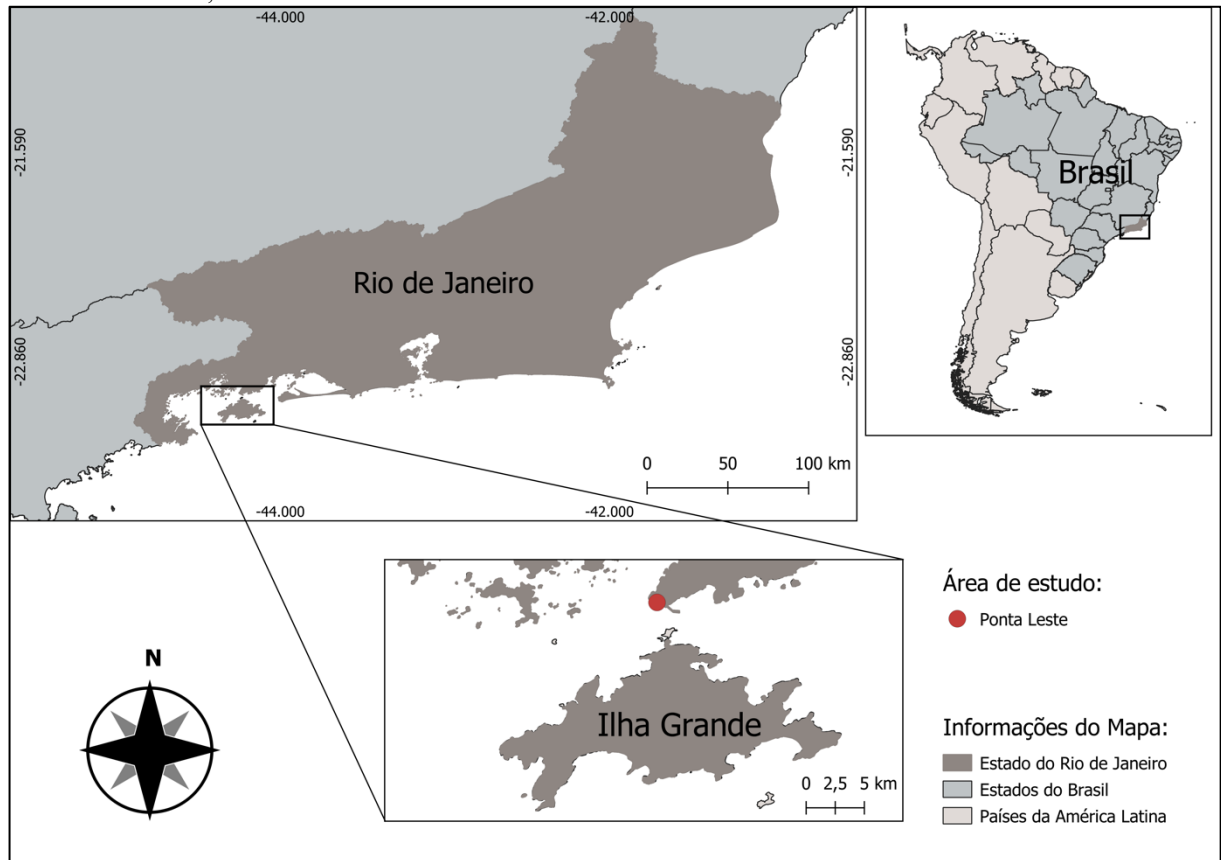 -44.000
-42.000
-21.590
-21.590
Rio de Janeiro
-22.860
-22.860
0 50 100 km
-44.000
-42.000
Brasil
Ilha Grande
0 2,5 5 km
N
Área de estudo:
Ponta Leste
Informações do Mapa:
Estado do Rio de Janeiro
Estados do Brasil
Países da América Latina